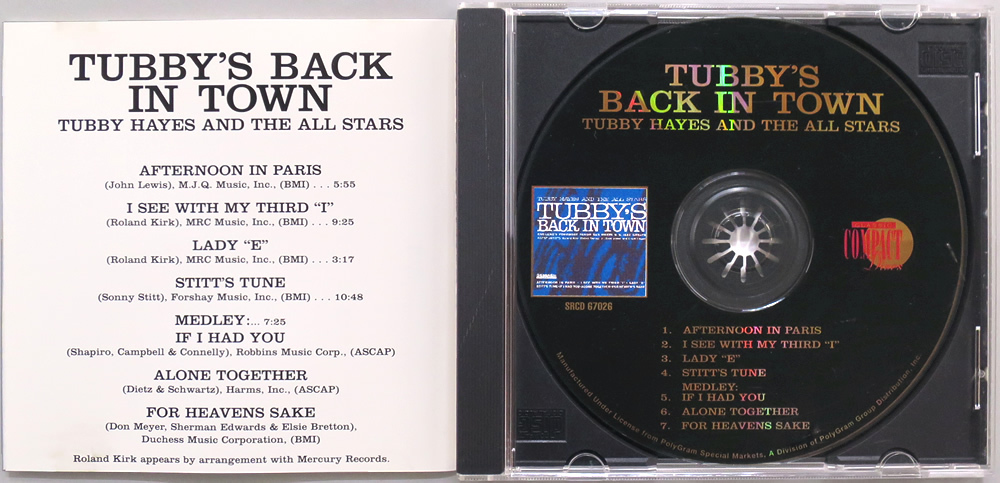 TUBBY'S BACK
IN TOWN
TUBBY HAYES AND THE ALL STARS
AFTERNOON IN PARIS
(John Lewis), M.J.Q. Music, Inc., (BMI) . . . 5:55
I SEE WITH MY THIRD “I”
(Roland Kirk), MRC Music, Inc., (BMI) . . . 9:25
LADY “E”
(Roland Kirk), MRC Music, Inc., (BMI) . . . 3:17
STITT'S TUNE
(Sonny Stitt), Forshay Music, Inc., (BMI) . . . 10:48
MEDLEY:... 7:25
IF I HAD YOU
(Shapiro, Campbell & Connelly), Robbins Music Corp., (ASCAP)
ALONE TOGETHER
(Dietz & Schwartz), Harms, Inc., (ASCAP)
FOR HEAVENS SAKE
(Don Meyer, Sherman Edwards & Elsie Bretton),
Duchess Music Corporation, (BMI)
Roland Kirk appears by arrangement with Mercury Records.
TUBBY'S
BACK IN TOWN
TUBBY HAYES AND THE ALL STARS
TUBBY HAYES AND THE ALL STARS
TUBBY'S
BACK IN TOWN
SRCD 67026
COMPACT
1. AFTERNOON IN PARIS
2. I SEE WITH MY THIRD “I”
3. LADY “E”
4. STITT'S TUNE
MEDLEY:
5. IF I HAD YOU
6. ALONE TOGETHER
7. FOR HEAVENS SAKE
Manufactured Under License from PolyGram Special Markets, A Division of PolyGram Group Distribution, Inc.